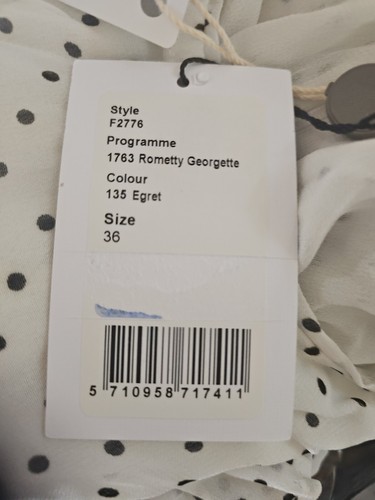 Style
F2776
Programme
1763 Rometty Georgette
Colour
135 Egret
Size
36
5 710958 717411